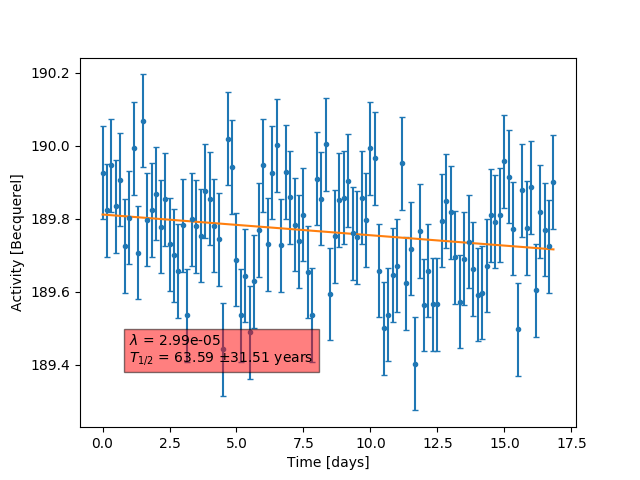 190.2
190.0
189.8
189.6
189.4
Activity [Becquerel]
λ = 2.99e-05
T1/2 = 63.59 ±31.51 years
0.0 2.5 5.0 7.5 10.0 12.5 15.0 17.5
Time [days]